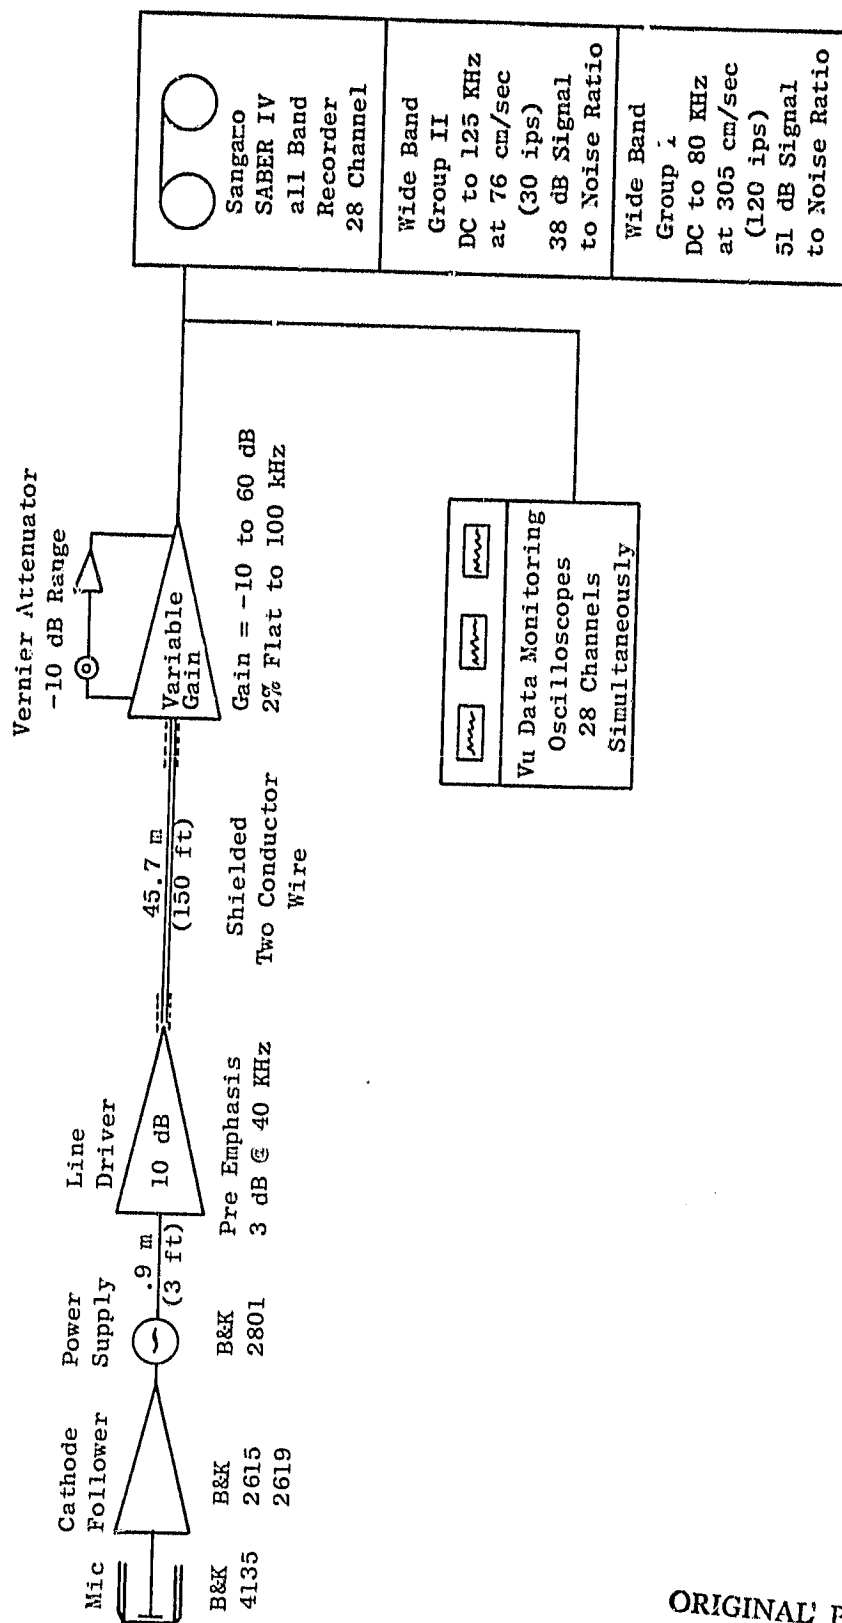 Mic
B&K
4135
Cathode
Follower
B&K
2615
2619
Power
Supply
B&K
2801
.9 m
(3 ft)
Line
Driver
10 dB
Pre Emphasis
3 dB @ 40 KHz
45.7 m
(150 ft)
Shielded
Two Conductor
Wire
Vernier Attenuator
-10 dB Range
Variable
Gain
Gain = -10 to 60 dB
2% Flat to 100 kHz
Vu Data Monitoring
Oscilloscopes
28 Channels
Simultaneously
Sangamo
SABER IV
all Band
Recorder
28 Channel
Wide Band
Group II
DC to 125 KHz
at 76 cm/sec
(30 ips)
38 dB Signal
to Noise Ratio
Wide Band
Group
DC to 80 KHz
at 305 cm/sec
(120 ips)
51 dB Signal
to Noise Ratio
ORIGINAL